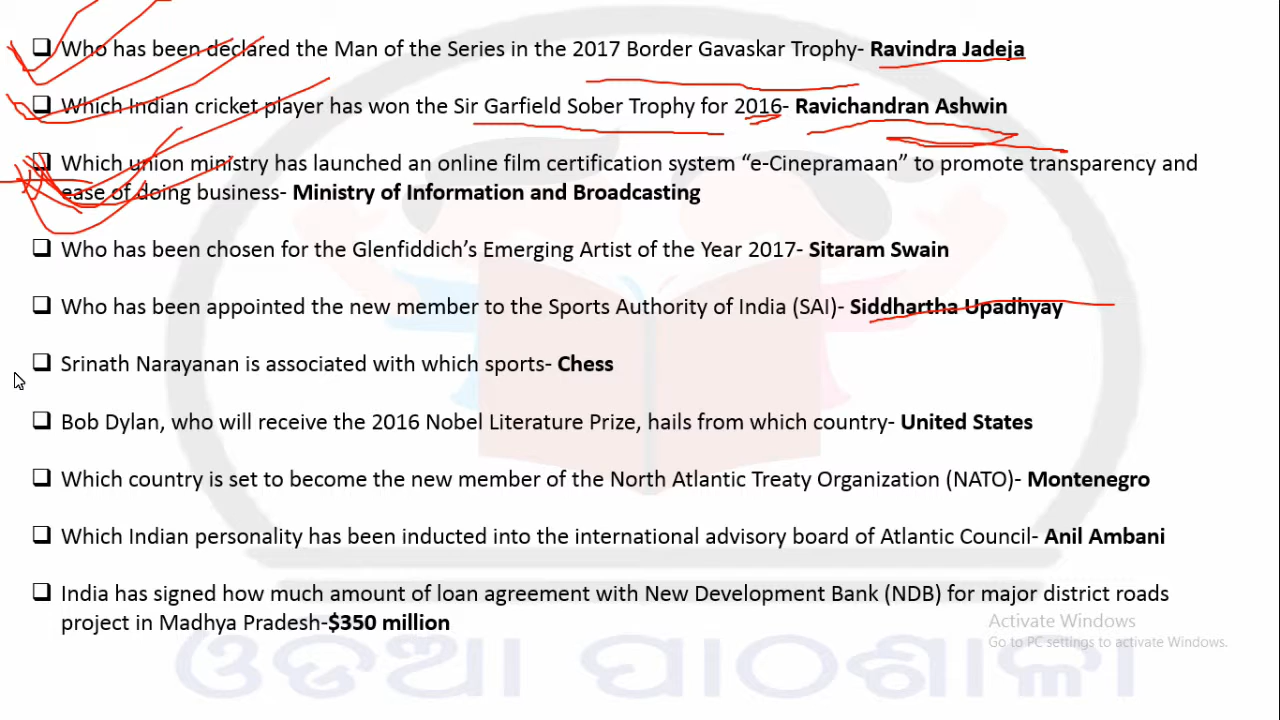 Who has been declared the Man of the Series in the 2017 Border Gavaskar Trophy- Ravindra Jadeja
Which Indian cricket player has won the Sir Garfield Sober Trophy for 2016- Ravichandran Ashwin
Which union ministry has launched an online film certification system “e-Cinepramaan” to promote transparency and
ease of doing business- Ministry of Information and Broadcasting
Who has been chosen for the Glenfiddich’s Emerging Artist of the Year 2017- Sitaram Swain
Who has been appointed the new member to the Sports Authority of India (SAI)- Siddhartha Upadhyay
Srinath Narayanan is associated with which sports- Chess
Bob Dylan, who will receive the 2016 Nobel Literature Prize, hails from which country- United States
Which country is set to become the new member of the North Atlantic Treaty Organization (NATO)- Montenegro
Which Indian personality has been inducted into the international advisory board of Atlantic Council- Anil Ambani
India has signed how much amount of loan agreement with New Development Bank (NDB) for major district roads
project in Madhya Pradesh-$350 million
Activate Windows
Go to PC settings to activate Windows.
ଓଡ଼ିଆ ପାଠଶାଳା